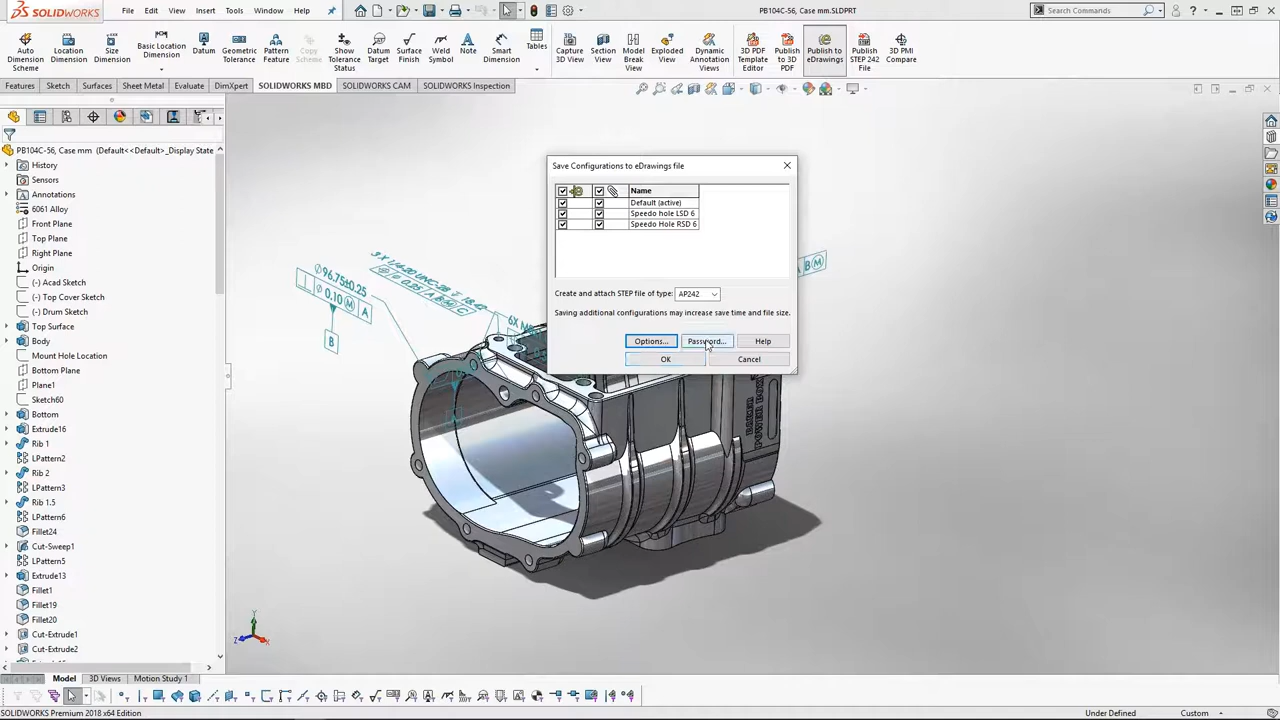 SOLIDWORKS File Edit View Insert Tools Window Help PB104C-56, Case mm.SLDPRT Search Commands
Auto Dimension Scheme
Location Dimension
Size Dimension
Basic Location Dimension
Datum
Geometric Tolerance
Pattern Feature
Copy Scheme
Show Tolerance Status
Datum Target
Surface Finish
Weld Symbol
Note
Smart Dimension
Tables
Capture 3D View
Section View
Model Break View
Exploded View
Dynamic Annotation Views
3D PDF Template Editor
Publish to 3D PDF
Publish to eDrawings
Publish STEP 242 File
3D PMI Compare
Features Sketch Surfaces Sheet Metal Evaluate DimXpert SOLIDWORKS MBD SOLIDWORKS CAM SOLIDWORKS Inspection
PB104C-56, Case mm (Default<<Default>_Display State
History
Sensors
Annotations
6061 Alloy
Front Plane
Top Plane
Right Plane
Origin
(-) Acad Sketch
(-) Top Cover Sketch
(-) Drum Sketch
Top Surface
Body
Mount Hole Location
Bottom Plane
Plane1
Sketch60
Bottom
Extrude16
Rib 1
LPattern2
Rib 2
LPattern3
Rib 1.5
LPattern6
Fillet24
Cut-Sweep1
LPattern5
Extrude13
Fillet1
Fillet19
Fillet20
Cut-Extrude1
Cut-Extrude2
Save Configurations to eDrawings file
Name
Default (active)
Speedo hole LSD 6
Speedo Hole RSD 6
Create and attach STEP file of type: AP242
Saving additional configurations may increase save time and file size.
Options... Password... Help
OK Cancel
Ø96.75±0.25
⊥ Ø 0.10 Ⓜ A
B
B Ⓜ
BAKER
Y
Z X
Model 3D Views Motion Study 1
SOLIDWORKS Premium 2018 x64 Edition Under Defined Custom